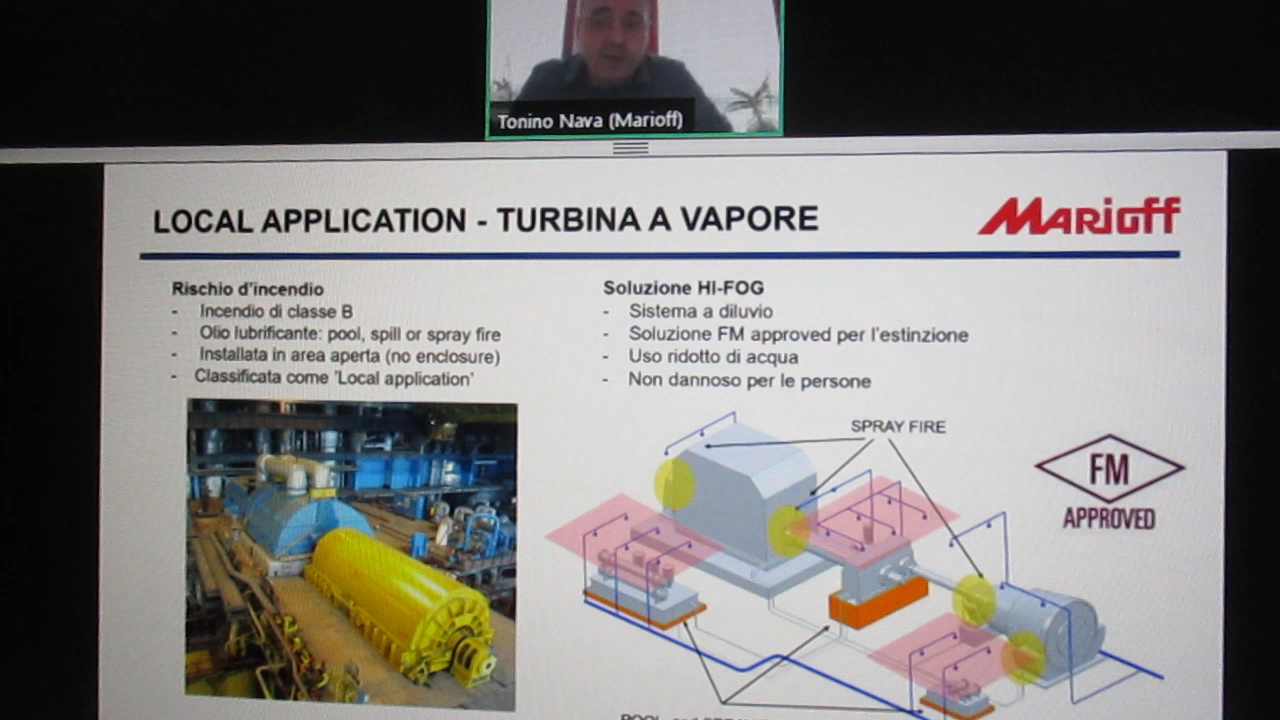 Tonino Nava (Marioff)
LOCAL APPLICATION - TURBINA A VAPORE
MARIOFF
Rischio d'incendio
- Incendio di classe B
- Olio lubrificante: pool, spill or spray fire
- Installata in area aperta (no enclosure)
- Classificata come 'Local application'
Soluzione HI-FOG
- Sistema a diluvio
- Soluzione FM approved per l'estinzione
- Uso ridotto di acqua
- Non dannoso per le persone
SPRAY FIRE
FM
APPROVED